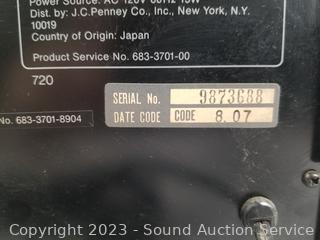 Power Source: AC 120V 60Hz 15W
Dist. by: J.C.Penney Co., Inc., New York, N.Y.
10019
Country of Origin: Japan
Product Service No. 683-3701-00
720
SERIAL No. 9873688
No. 683-3701-8904
DATE CODE CODE 8.07
Copyright 2023 - Sound Auction Service